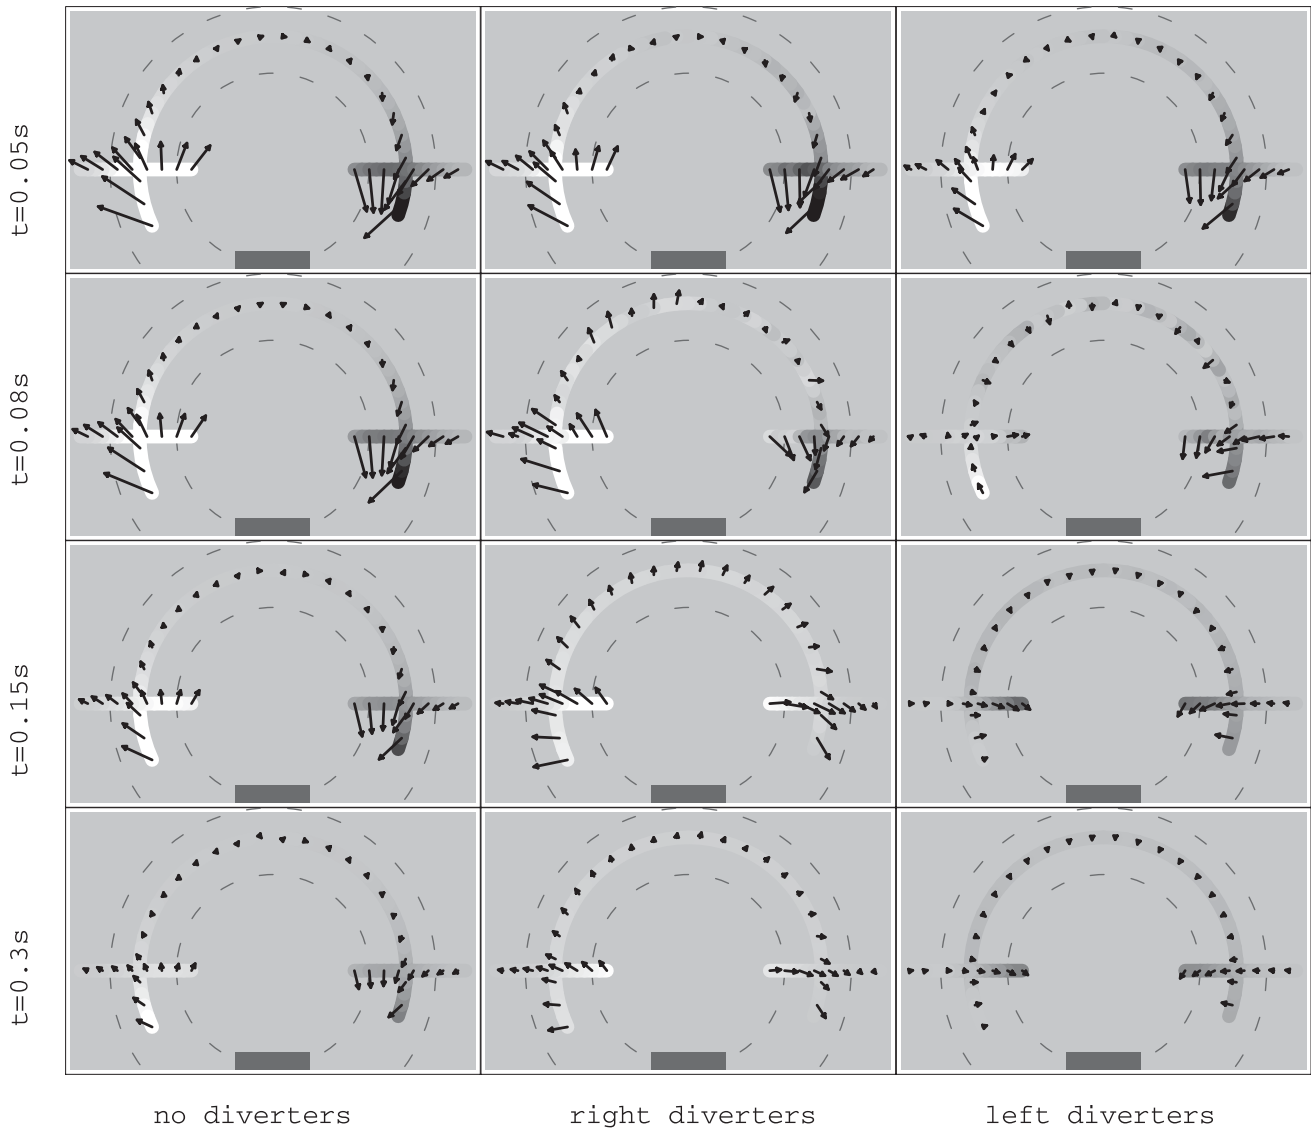 t=0.05s
t=0.08s
t=0.15s
t=0.3s
no diverters
right diverters
left diverters